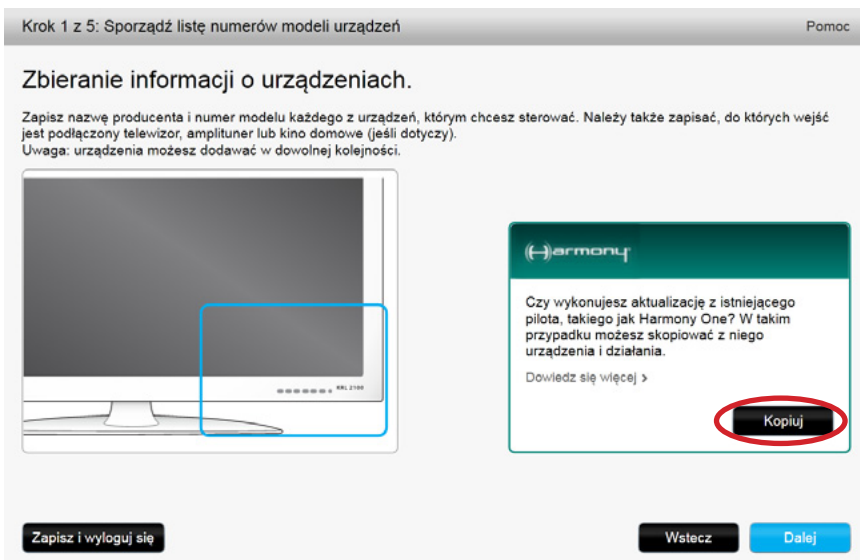 Krok 1 z 5: Sporządź listę numerów modeli urządzeń
Pomoc
Zbieranie informacji o urządzeniach.
Zapisz nazwę producenta i numer modelu każdego z urządzeń, którym chcesz sterować. Należy także zapisać, do których wejść
jest podłączony telewizor, amplituner lub kino domowe (jeśli dotyczy).
Uwaga: urządzenia możesz dodawać w dowolnej kolejności.
KRL 2100
Harmony
Czy wykonujesz aktualizację z istniejącego
pilota, takiego jak Harmony One? W takim
przypadku możesz skopiować z niego
urządzenia i działania.
Dowiedz się więcej >
Kopiuj
Zapisz i wyloguj się
Wstecz
Dalej